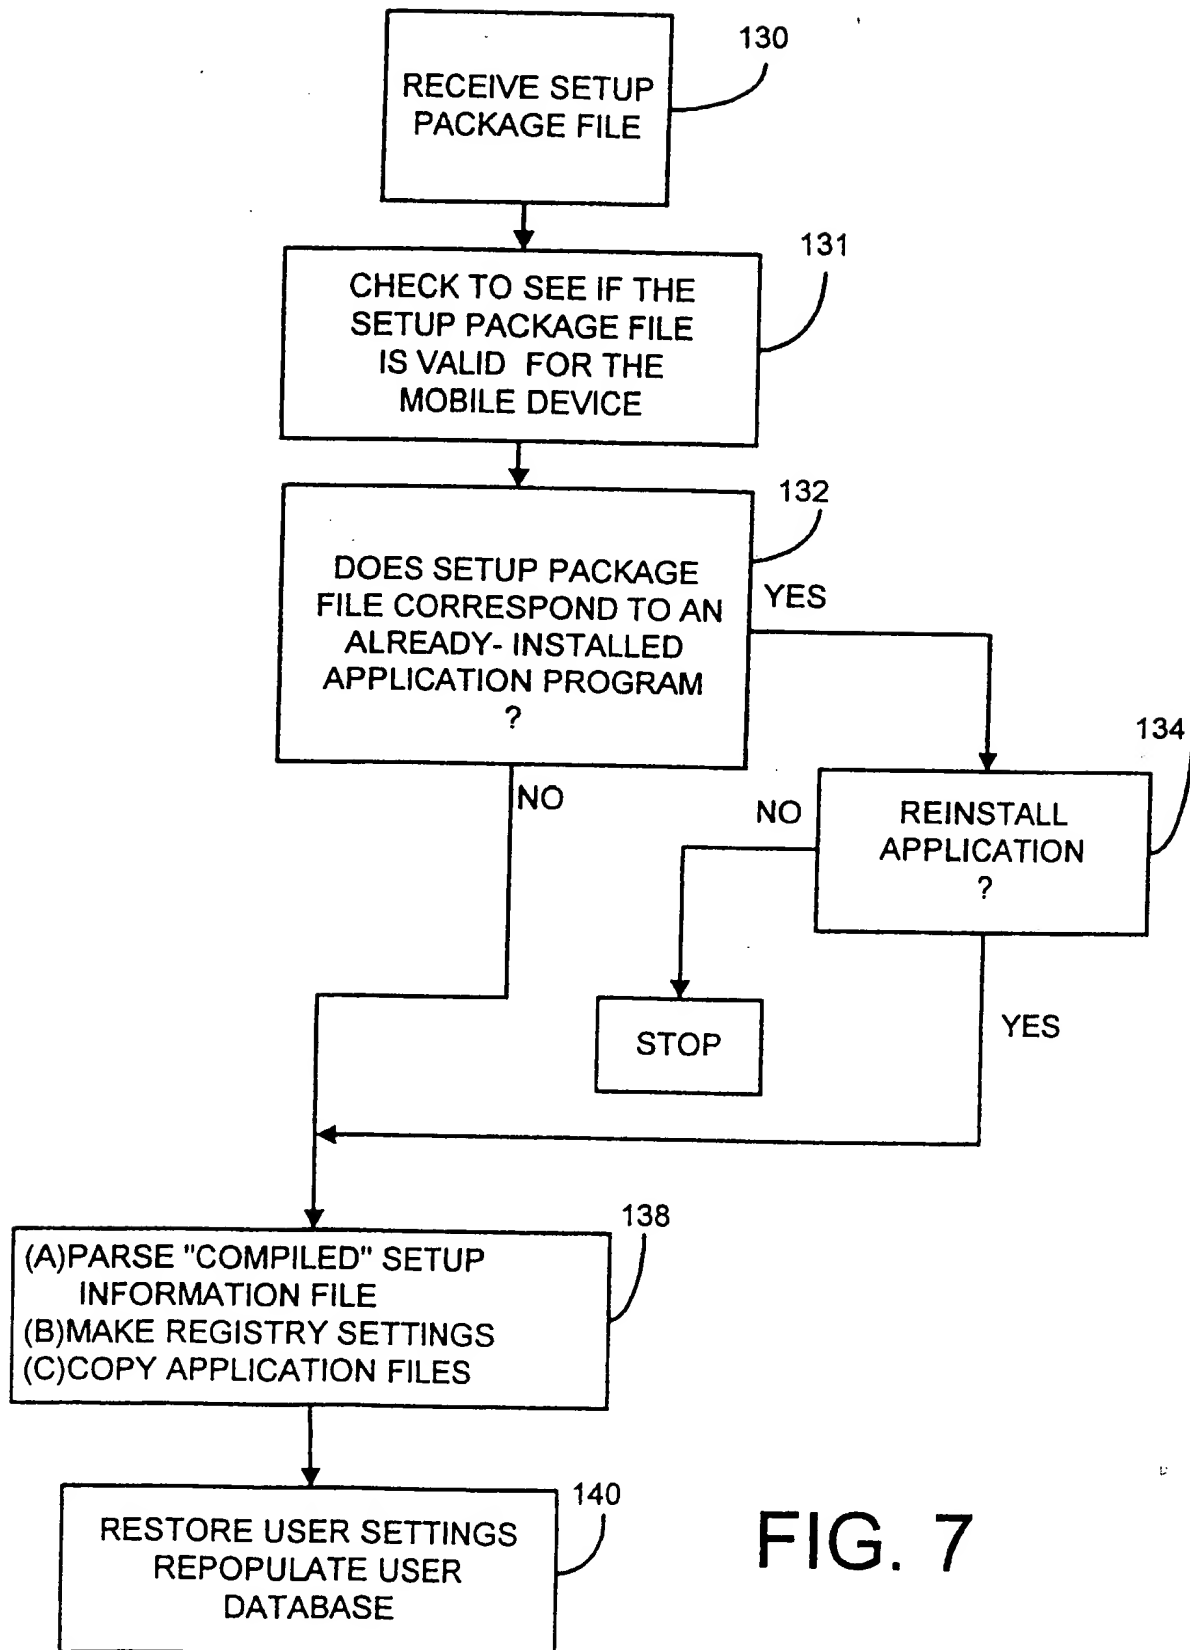 130
RECEIVE SETUP
PACKAGE FILE
131
CHECK TO SEE IF THE
SETUP PACKAGE FILE
IS VALID FOR THE
MOBILE DEVICE
132
DOES SETUP PACKAGE
FILE CORRESPOND TO AN
ALREADY- INSTALLED
APPLICATION PROGRAM
?
YES
NO
134
REINSTALL
APPLICATION
?
NO
STOP
YES
138
(A)PARSE "COMPILED" SETUP
INFORMATION FILE
(B)MAKE REGISTRY SETTINGS
(C)COPY APPLICATION FILES
140
RESTORE USER SETTINGS
REPOPULATE USER
DATABASE
FIG. 7